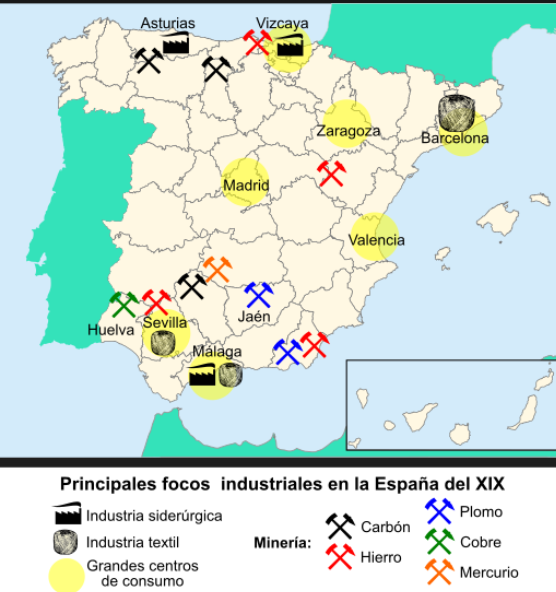 Asturias
Vizcaya
Zaragoza
Barcelona
Madrid
Valencia
Jaén
Huelva
Sevilla
Málaga
Principales focos industriales en la España del XIX
Industria siderúrgica
Industria textil
Grandes centros
de consumo
Minería:
Carbón
Hierro
Plomo
Cobre
Mercurio